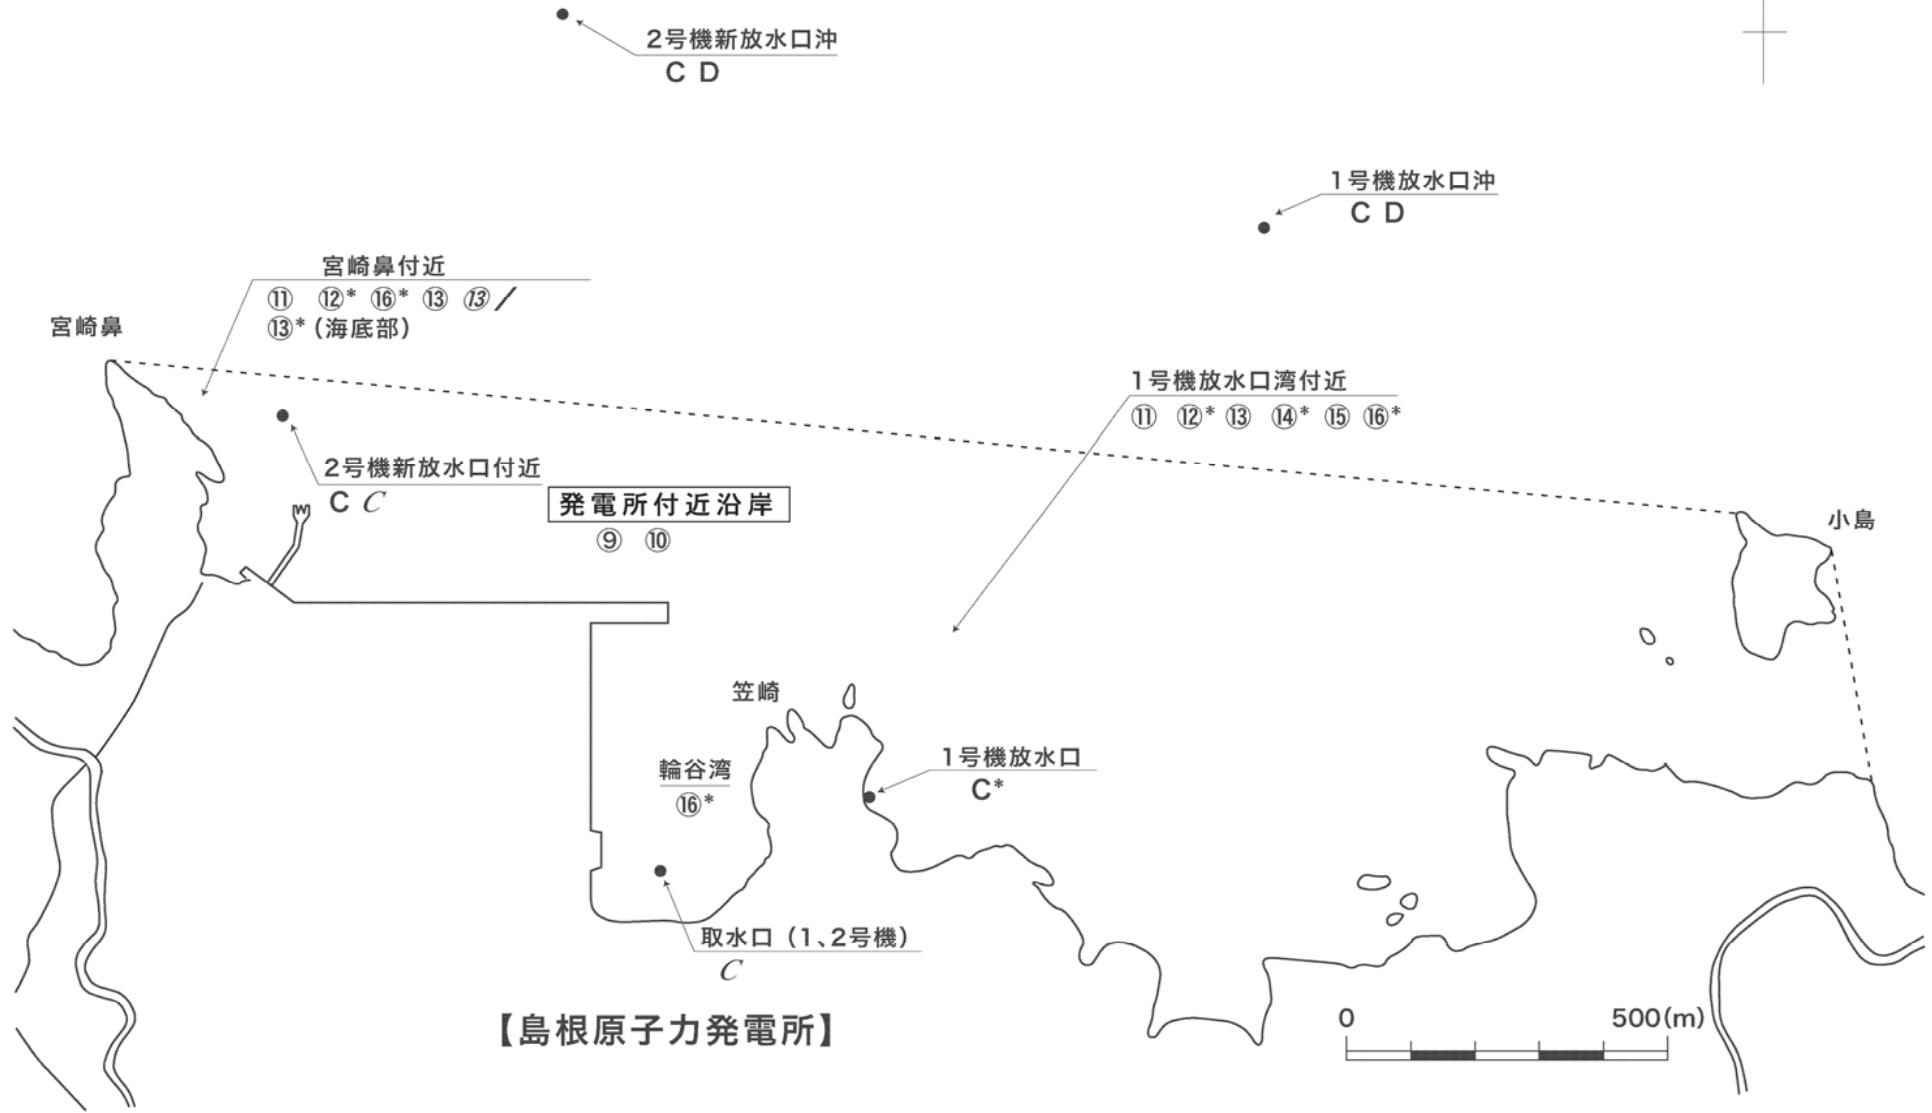 2号機新放水口沖
C D
1号機放水口沖
C D
宮崎鼻付近
⑪ ⑫* ⑯* ⑬ ⑬/
⑬*(海底部)
宮崎鼻
1号機放水口湾付近
⑪ ⑫* ⑬ ⑭* ⑮ ⑯*
2号機新放水口付近
C C
発電所付近沿岸
⑨ ⑩
小島
W
笠崎
輪谷湾
⑯*
1号機放水口
C*
取水口(1、2号機)
C
【島根原子力発電所】
0 500(m)